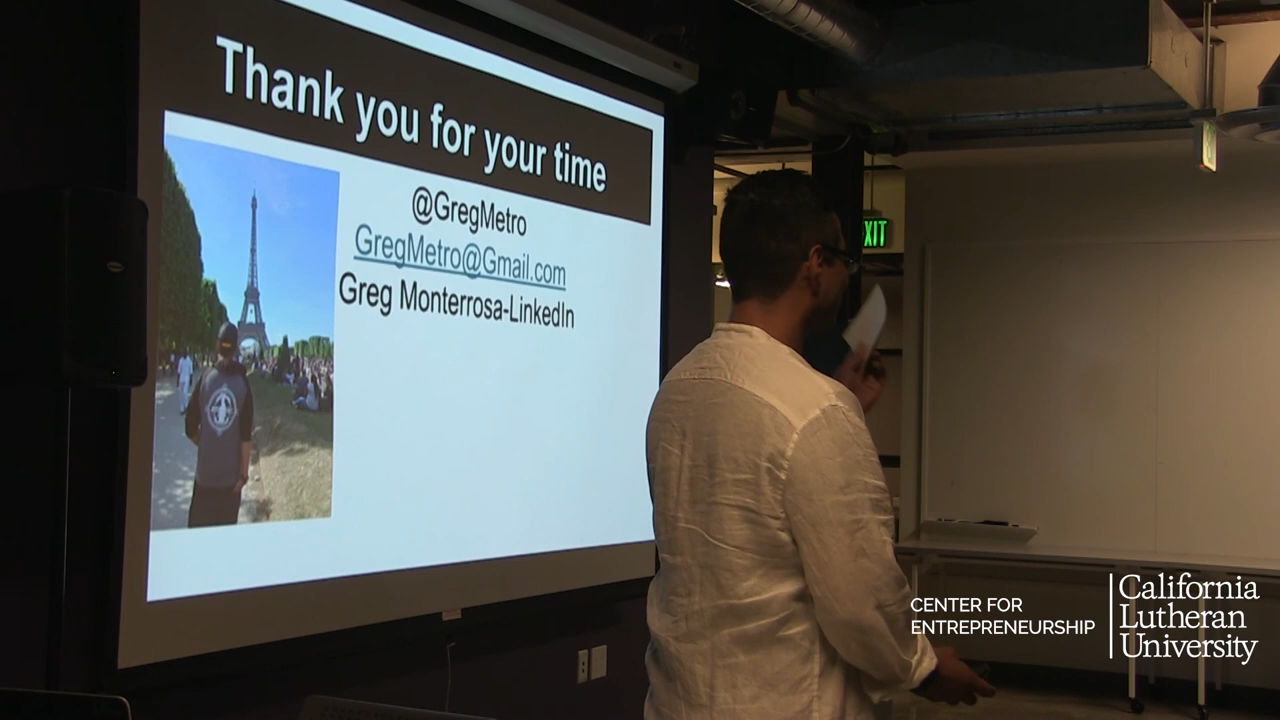 Thank you for your time
@GregMetro
GregMetro@Gmail.com
Greg Monterrosa-LinkedIn
EXIT
CENTER FOR
ENTREPRENEURSHIP
California
Lutheran
University